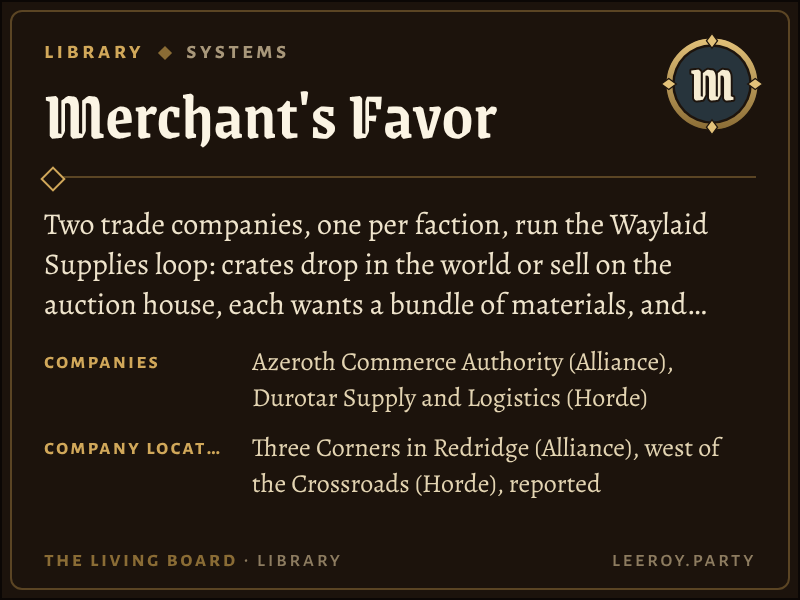 LIBRARY ◆ SYSTEMS
M
Merchant's Favor
Two trade companies, one per faction, run the Waylaid
Supplies loop: crates drop in the world or sell on the
auction house, each wants a bundle of materials, and...
COMPANIES
Azeroth Commerce Authority (Alliance),
Durotar Supply and Logistics (Horde)
COMPANY LOCAT...
Three Corners in Redridge (Alliance), west of
the Crossroads (Horde), reported
THE LIVING BOARD · LIBRARY
LEEROY.PARTY